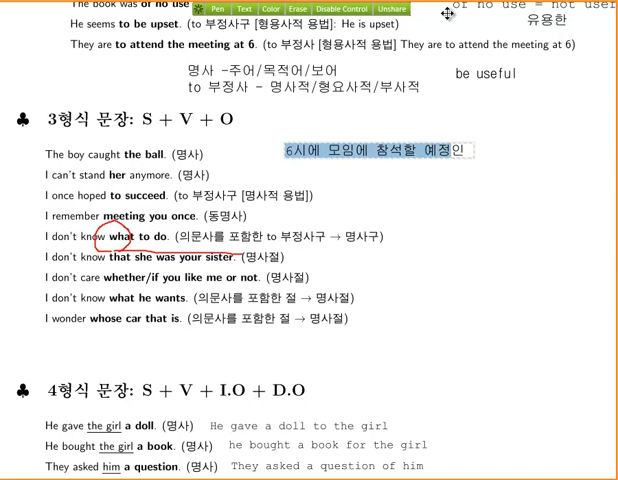 The book was of no use
Pen Text Color Erase Disable Control Unshare
of no use = not user
He seems to be upset. (to 부정사구 [형용사적 용법]: He is upset)
유용한
They are to attend the meeting at 6. (to 부정사 [형용사적 용법] They are to attend the meeting at 6)
명사 -주어/목적어/보어
be useful
to 부정사 - 명사적/형요사적/부사적
♣ 3형식 문장: S + V + O
6시에 모임에 참석할 예정인
The boy caught the ball. (명사)
I can't stand her anymore. (명사)
I once hoped to succeed. (to 부정사구 [명사적 용법])
I remember meeting you once. (동명사)
I don't know what to do. (의문사를 포함한 to 부정사구 → 명사구)
I don't know that she was your sister. (명사절)
I don't care whether/if you like me or not. (명사절)
I don't know what he wants. (의문사를 포함한 절 → 명사절)
I wonder whose car that is. (의문사를 포함한 절 → 명사절)
♣ 4형식 문장: S + V + I.O + D.O
He gave the girl a doll. (명사) He gave a doll to the girl
He bought the girl a book. (명사) he bought a book for the girl
They asked him a question. (명사) They asked a question of him